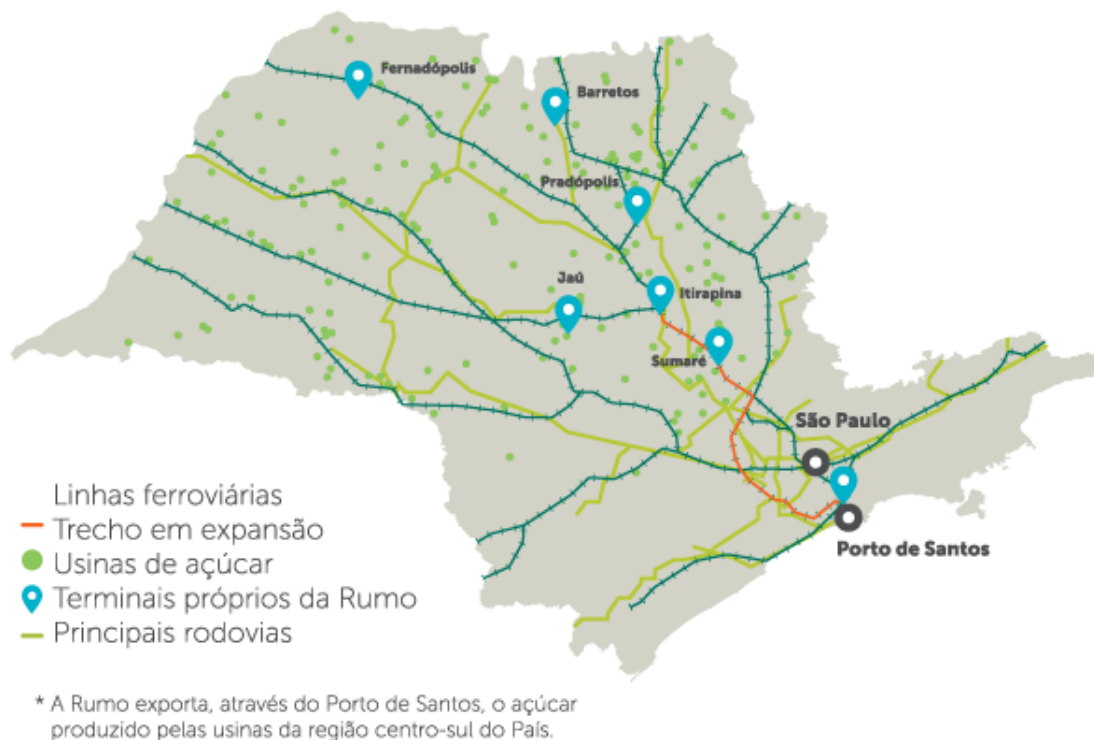 Fernadópolis
Barretos
Pradópolis
Jaú
Itirapina
Sumaré
São Paulo
Porto de Santos
Linhas ferroviárias
Trecho em expansão
Usinas de açúcar
Terminais próprios da Rumo
Principais rodovias
* A Rumo exporta, através do Porto de Santos, o açúcar
produzido pelas usinas da região centro-sul do País.